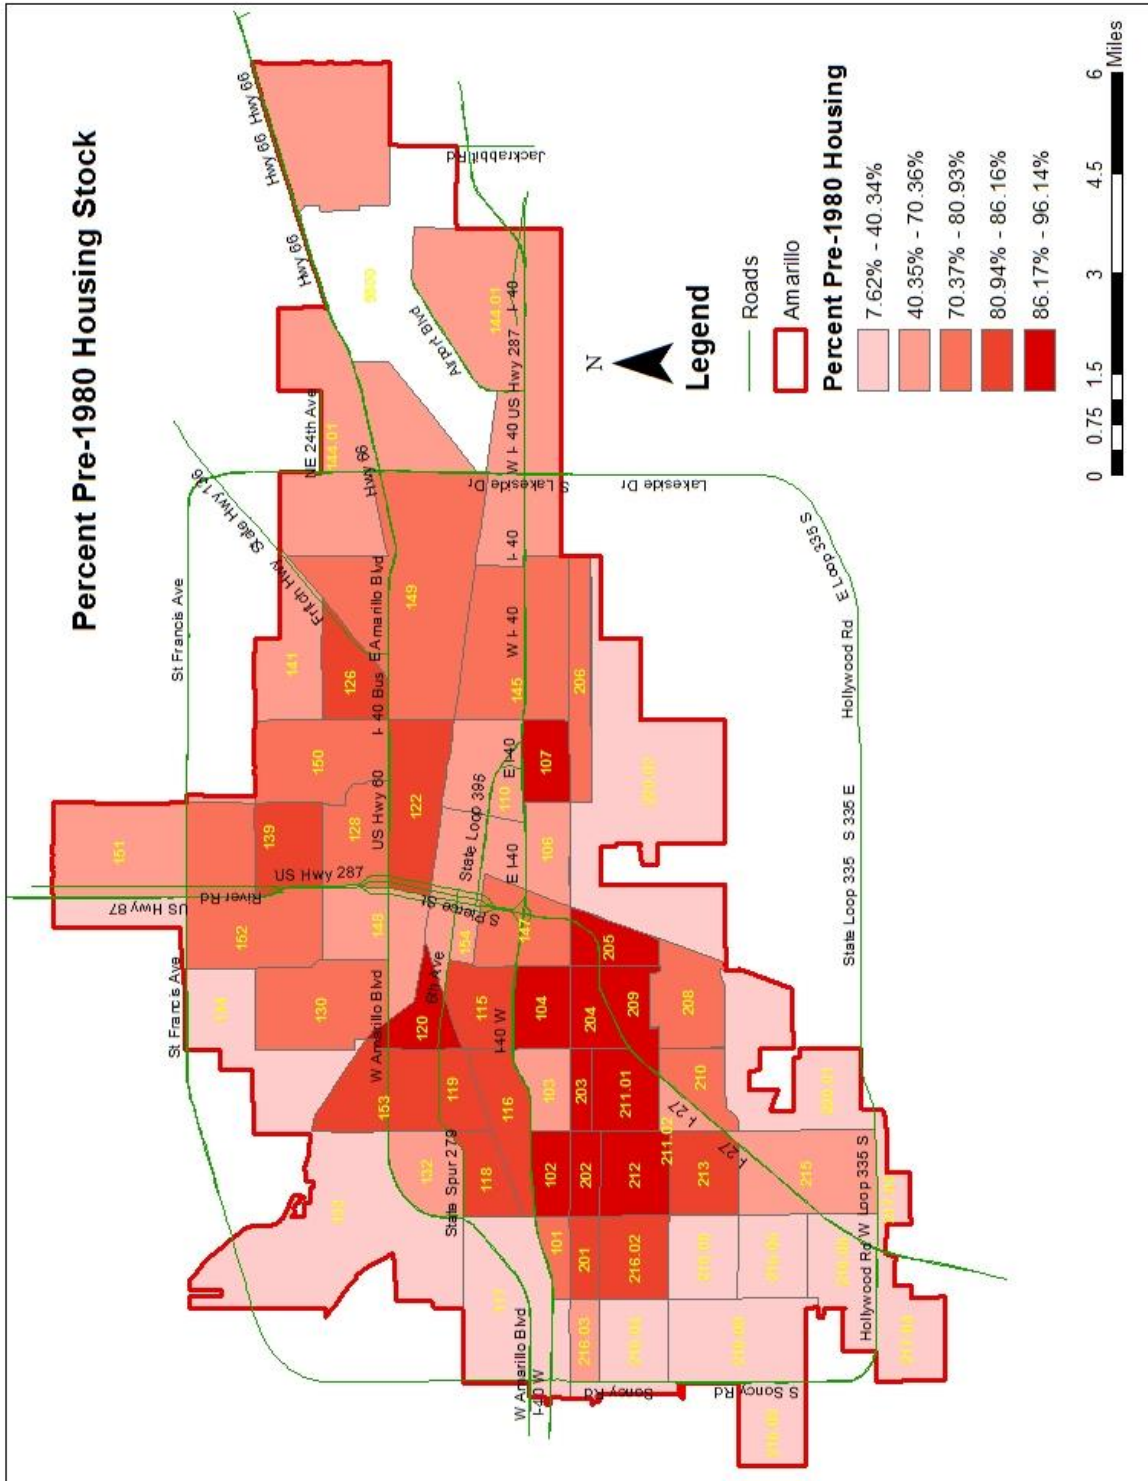 Percent Pre-1980 Housing Stock
Hwy 66
Hwy 66
Hwy 66
Jackrabbit Rd
9800
Airport Blvd
144.01
US Hwy 287
I- 40
W I- 40
NE 24th Ave
144.01
Hwy 66
State Hwy 136
Fritch Hwy
S Lakeside Dr
Lakeside Dr
St Francis Ave
I- 40
149
E Amarillo Blvd
I- 40 Bus
141
126
W I- 40
145
206
E Loop 335 S
Hollywood Rd
150
107
E I-40
110
State Loop 395
122
US Hwy 60
128
139
151
US Hwy 287
River Rd
US Hwy 87
106
E I-40
S Pierce St
147
154
148
152
St Francis Ave
130
W Amarillo Blvd
6th Ave
120
115
I-40 W
104
205
204
209
208
State Loop 335
S 335 E
153
119
116
103
203
211.01
210
I-27
211.02
I-27
132
State Spur 279
118
102
202
212
213
215
W Loop 335 S
Hollywood Rd
101
201
216.02
216.03
W Amarillo Blvd
I-40 W
Soncy Rd
S Soncy Rd
N
Legend
Roads
Amarillo
Percent Pre-1980 Housing
7.62% - 40.34%
40.35% - 70.36%
70.37% - 80.93%
80.94% - 86.16%
86.17% - 96.14%
0 0.75 1.5 3 4.5 6
Miles